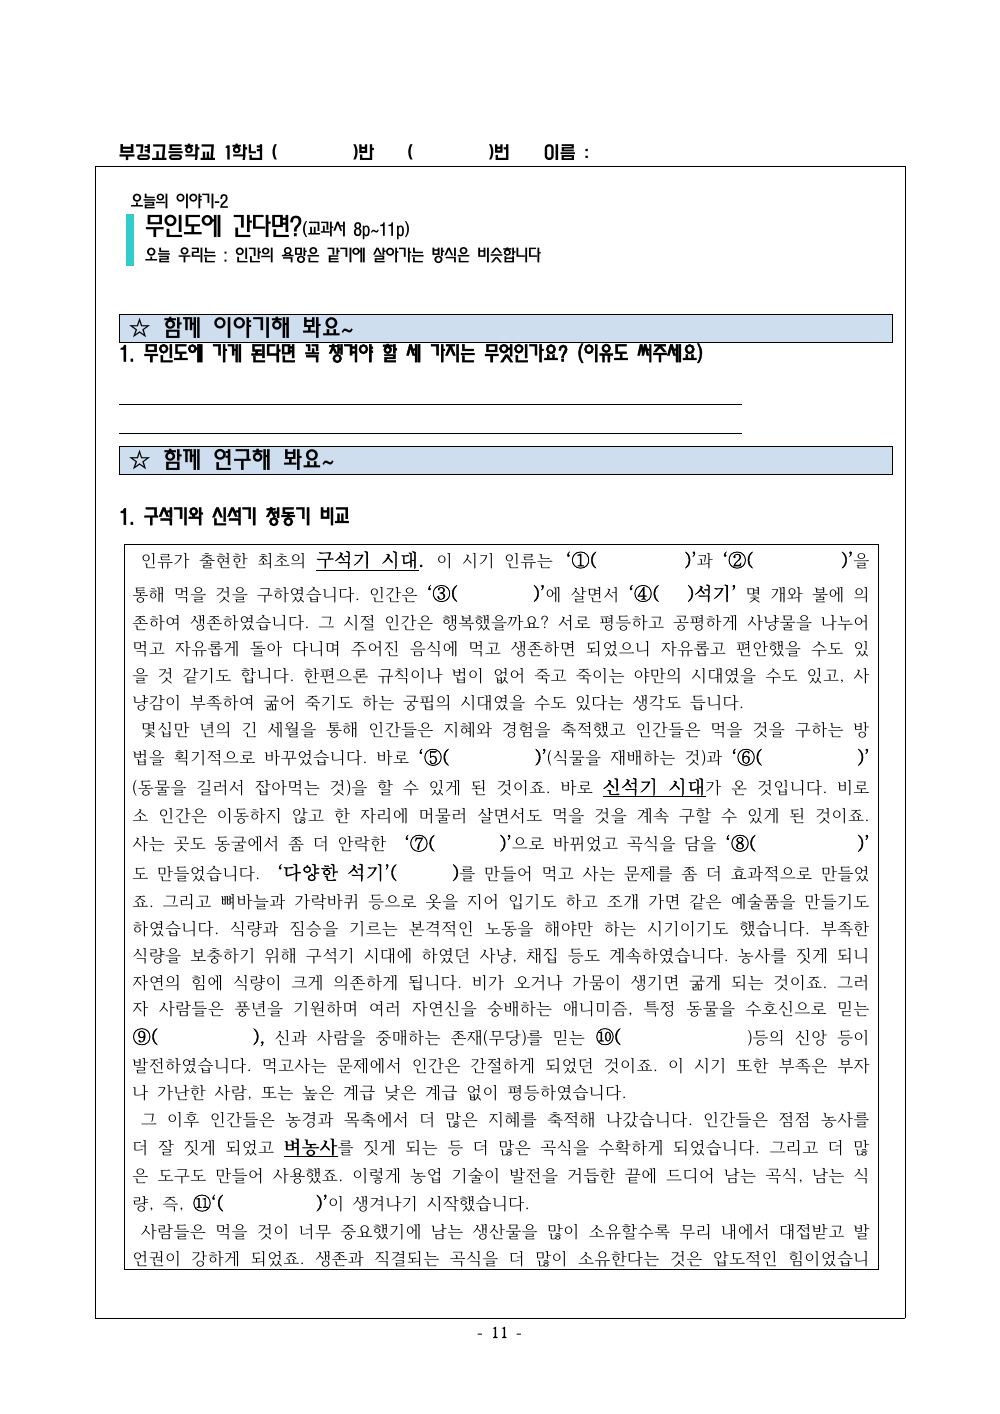 부경고등학교 1학년 (          )반    (          )번    이름 :
오늘의 이야기-2
무인도에 간다면?(교과서 8p~11p)
오늘 우리는 : 인간의 욕망은 같기에 살아가는 방식은 비슷합니다
☆ 함께 이야기해 봐요~
1. 무인도에 가게 된다면 꼭 챙겨야 할 세 가지는 무엇인가요? (이유도 써주세요)
☆ 함께 연구해 봐요~
1. 구석기와 신석기 청동기 비교
인류가 출현한 최초의 구석기 시대. 이 시기 인류는 ‘①(          )’과 ‘②(          )’을
통해 먹을 것을 구하였습니다. 인간은 ‘③(          )’에 살면서 ‘④(   )석기’ 몇 개와 불에 의
존하여 생존하였습니다. 그 시절 인간은 행복했을까요? 서로 평등하고 공평하게 사냥물을 나누어
먹고 자유롭게 돌아 다니며 주어진 음식에 먹고 생존하면 되었으니 자유롭고 편안했을 수도 있
을 것 같기도 합니다. 한편으론 규칙이나 법이 없어 죽고 죽이는 야만의 시대였을 수도 있고, 사
냥감이 부족하여 굶어 죽기도 하는 궁핍의 시대였을 수도 있다는 생각도 듭니다.
몇십만 년의 긴 세월을 통해 인간들은 지혜와 경험을 축적했고 인간들은 먹을 것을 구하는 방
법을 획기적으로 바꾸었습니다. 바로 ‘⑤(          )’(식물을 재배하는 것)과 ‘⑥(          )’
(동물을 길러서 잡아먹는 것)을 할 수 있게 된 것이죠. 바로 신석기 시대가 온 것입니다. 비로
소 인간은 이동하지 않고 한 자리에 머물러 살면서도 먹을 것을 계속 구할 수 있게 된 것이죠.
사는 곳도 동굴에서 좀 더 안락한  ‘⑦(        )’으로 바뀌었고 곡식을 담을 ‘⑧(            )’
도 만들었습니다.  ‘다양한 석기’(      )를 만들어 먹고 사는 문제를 좀 더 효과적으로 만들었
죠. 그리고 뼈바늘과 가락바퀴 등으로 옷을 지어 입기도 하고 조개 가면 같은 예술품을 만들기도
하였습니다. 식량과 짐승을 기르는 본격적인 노동을 해야만 하는 시기이기도 했습니다. 부족한
식량을 보충하기 위해 구석기 시대에 하였던 사냥, 채집 등도 계속하였습니다. 농사를 짓게 되니
자연의 힘에 식량이 크게 의존하게 됩니다. 비가 오거나 가뭄이 생기면 굶게 되는 것이죠. 그러
자 사람들은 풍년을 기원하며 여러 자연신을 숭배하는 애니미즘, 특정 동물을 수호신으로 믿는
⑨(          ), 신과 사람을 중매하는 존재(무당)를 믿는 ⑩(              )등의 신앙 등이
발전하였습니다. 먹고사는 문제에서 인간은 간절하게 되었던 것이죠. 이 시기 또한 부족은 부자
나 가난한 사람, 또는 높은 계급 낮은 계급 없이 평등하였습니다.
그 이후 인간들은 농경과 목축에서 더 많은 지혜를 축적해 나갔습니다. 인간들은 점점 농사를
더 잘 짓게 되었고 벼농사를 짓게 되는 등 더 많은 곡식을 수확하게 되었습니다. 그리고 더 많
은 도구도 만들어 사용했죠. 이렇게 농업 기술이 발전을 거듭한 끝에 드디어 남는 곡식, 남는 식
량, 즉, ⑪‘(          )’이 생겨나기 시작했습니다.
사람들은 먹을 것이 너무 중요했기에 남는 생산물을 많이 소유할수록 무리 내에서 대접받고 발
언권이 강하게 되었죠. 생존과 직결되는 곡식을 더 많이 소유한다는 것은 압도적인 힘이었습니
- 11 -